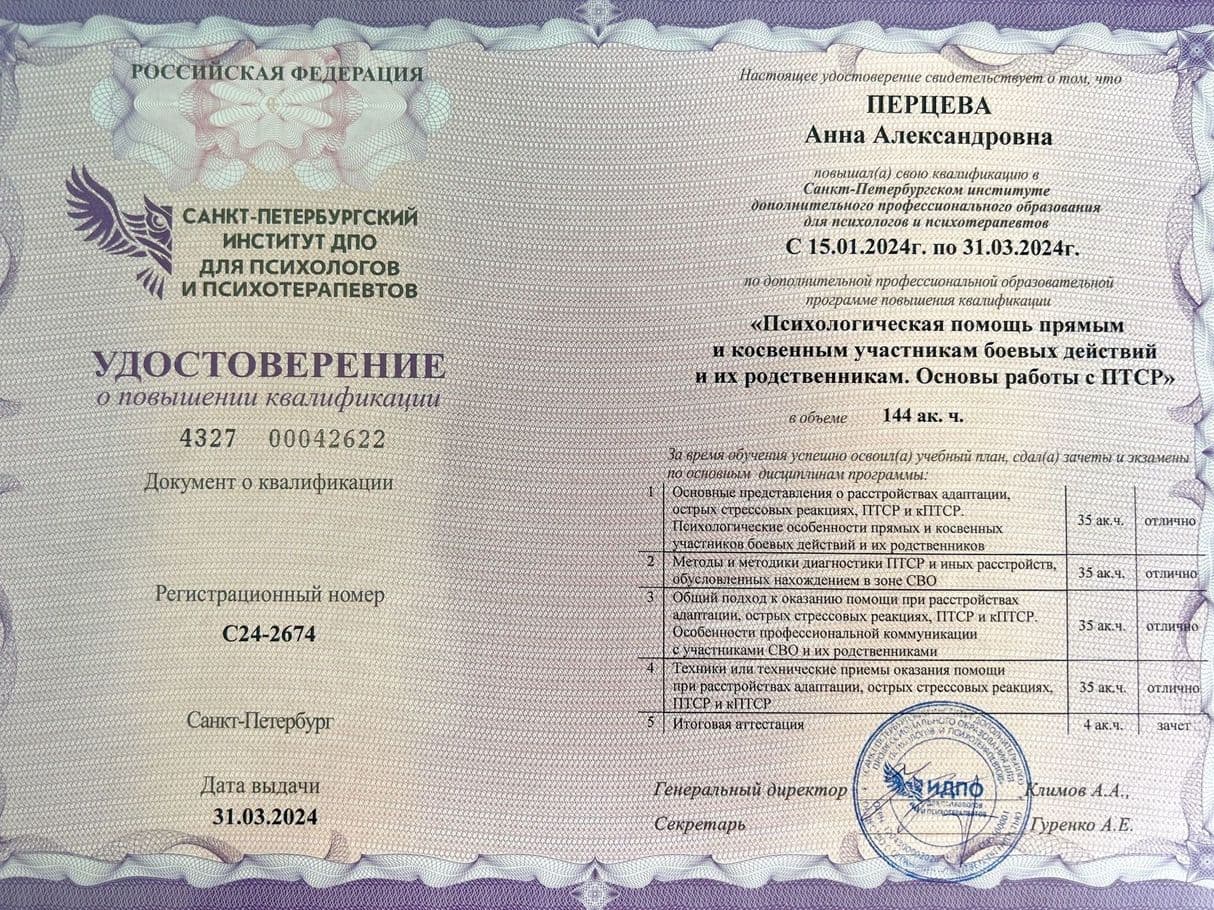 РОССИЙСКАЯ ФЕДЕРАЦИЯ
САНКТ-ПЕТЕРБУРГСКИЙ
ИНСТИТУТ ДПО
ДЛЯ ПСИХОЛОГОВ
И ПСИХОТЕРАПЕВТОВ
УДОСТОВЕРЕНИЕ
о повышении квалификации
4327 00042622
Документ о квалификации
Регистрационный номер
С24-2674
Санкт-Петербург
Дата выдачи
31.03.2024
Настоящее удостоверение свидетельствует о том, что
ПЕРЦЕВА
Анна Александровна
повышал(а) свою квалификацию в
Санкт-Петербургском институте
дополнительного профессионального образования
для психологов и психотерапевтов
С 15.01.2024г. по 31.03.2024г.
по дополнительной профессиональной образовательной
программе повышения квалификации
«Психологическая помощь прямым
и косвенным участникам боевых действий
и их родственникам. Основы работы с ПТСР»
в объеме 144 ак. ч.
За время обучения успешно освоил(а) учебный план, сдал(а) зачеты и экзамены
по основным дисциплинам программы:
1 Основные представления о расстройствах адаптации,
острых стрессовых реакциях, ПТСР и кПТСР.
Психологические особенности прямых и косвенных
участников боевых действий и их родственников
35 ак.ч. отлично
2 Методы и методики диагностики ПТСР и иных расстройств,
обусловленных нахождением в зоне СВО
35 ак.ч. отлично
3 Общий подход к оказанию помощи при расстройствах
адаптации, острых стрессовых реакциях, ПТСР и кПТСР.
Особенности профессиональной коммуникации
с участниками СВО и их родственниками
35 ак.ч. отлично
4 Техники или технические приемы оказания помощи
при расстройствах адаптации, острых стрессовых реакциях,
ПТСР и кПТСР
35 ак.ч. отлично
5 Итоговая аттестация 4 ак.ч. зачет
Генеральный директор Климов А.А.,
Секретарь Гуренко А.Е.
ИДПО
ДЛЯ ПСИХОЛОГОВ
И ПСИХОТЕРАПЕВТОВ